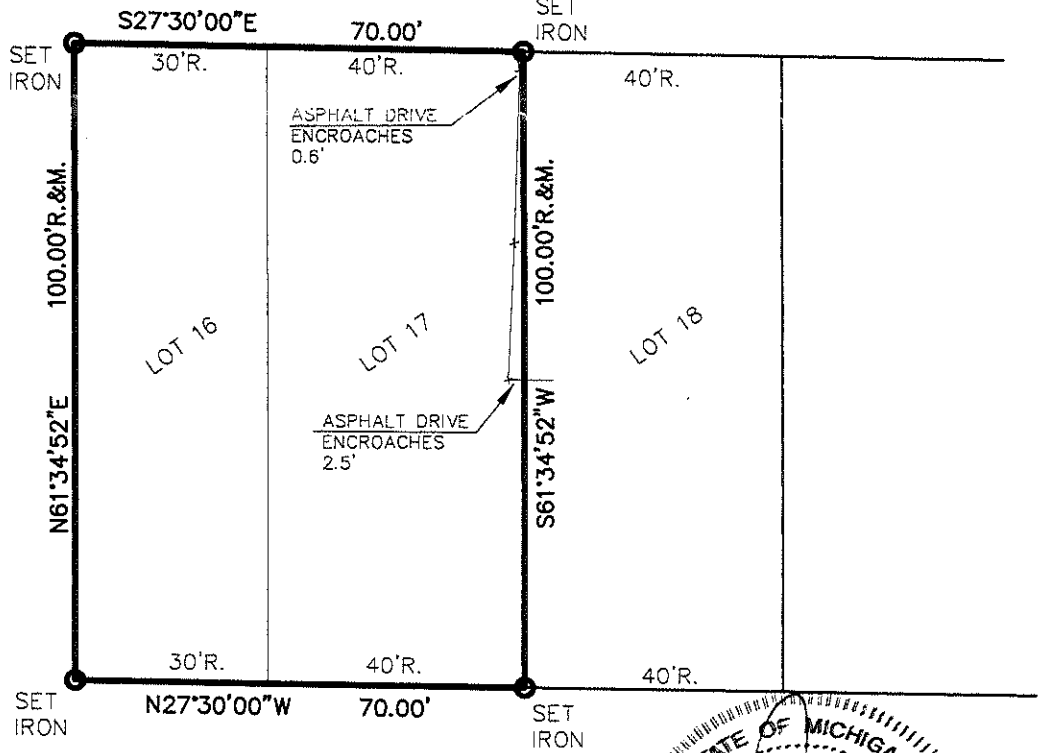 S27°30'00"E
70.00'
SET
IRON
SET
IRON
30'R.
40'R.
40'R.
ASPHALT DRIVE
ENCROACHES
0.6'
100.00'R.&M.
100.00'R.&M.
LOT 16
LOT 17
LOT 18
ASPHALT DRIVE
ENCROACHES
2.5'
N61°34'52"E
S61°34'52"W
30'R.
40'R.
40'R.
SET
IRON
N27°30'00"W
70.00'
SET
IRON
OF MICHIGA